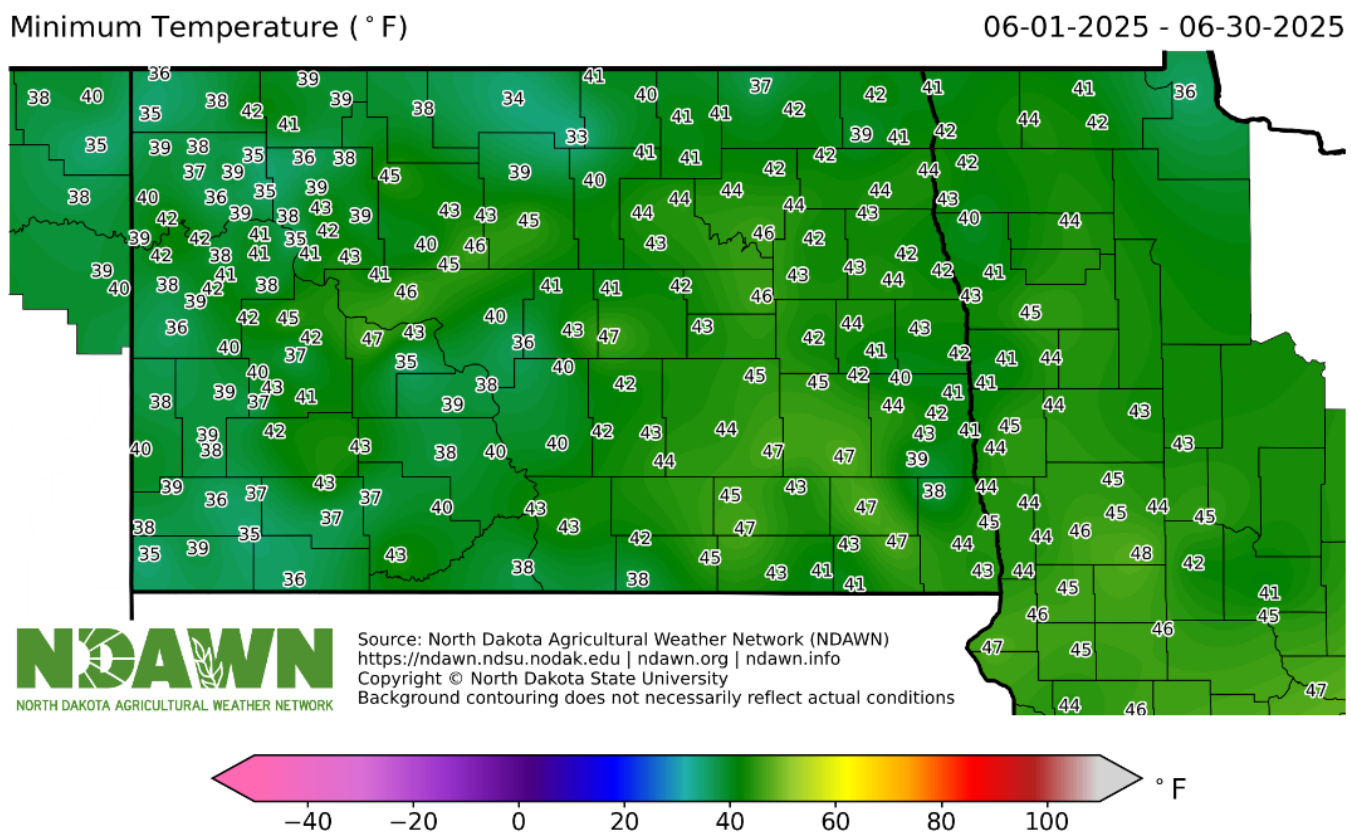 Minimum Temperature (°F) 06-01-2025 - 06-30-2025
36 39 41
38 40 35 38 42 39 38 34 40 37 42 41 41 36
41 33 41 41 42 39 41 42 44 42
35 39 38 35 36 38 41 41 42 42 42
37 39 45 39 40 42 44
38 40 36 35 39 44 44 44 43
42 39 38 43 39 43 43 45 44 44 43 40 44
39 42 41 35 42 40 46 43 46 42
42 38 41 41 43 45 42
39 40 38 41 42 38 41 41 41 42 43 43 44 42 41
39 46 46 43
36 42 45 42 47 43 40 36 43 47 43 42 44 43 45
40 37 35 40 41 42 41 44
40 39 43 38 42 45 45 42 40 41 41
38 37 41 39 44 42 44 43
39 42 40 42 43 44 43 41 45
40 38 43 38 40 44 47 47 39 44 43
39 36 37 43 37 40 45 43 38 44 45
37 43 47 44 45 44 45
38 35 43 42 47 45 46
35 39 43 45 43 47 44 44 48
36 38 38 43 41 41 43 44 42
45 41
46 45
47 45 46
47
44 46
NDAWN
NORTH DAKOTA AGRICULTURAL WEATHER NETWORK
Source: North Dakota Agricultural Weather Network (NDAWN)
https://ndawn.ndsu.nodak.edu | ndawn.org | ndawn.info
Copyright © North Dakota State University
Background contouring does not necessarily reflect actual conditions
−40 −20 0 20 40 60 80 100 °F